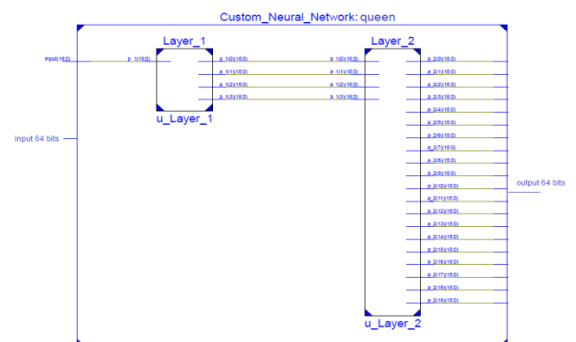 Custom_Neural_Network: queen
Layer_1
Layer_2
input(15:0)
p_1(15:0)
a_1(0)(15:0)
a_1(0)(15:0)
a_2(0)(15:0)
a_1(1)(15:0)
a_1(1)(15:0)
a_2(1)(15:0)
a_1(2)(15:0)
a_1(2)(15:0)
a_2(2)(15:0)
a_1(3)(15:0)
a_1(3)(15:0)
a_2(3)(15:0)
u_Layer_1
a_2(4)(15:0)
a_2(5)(15:0)
a_2(6)(15:0)
input 64 bits
a_2(7)(15:0)
a_2(8)(15:0)
a_2(9)(15:0)
a_2(10)(15:0)
output 64 bits
a_2(11)(15:0)
a_2(12)(15:0)
a_2(13)(15:0)
a_2(14)(15:0)
a_2(15)(15:0)
a_2(16)(15:0)
a_2(17)(15:0)
a_2(18)(15:0)
a_2(19)(15:0)
u_Layer_2